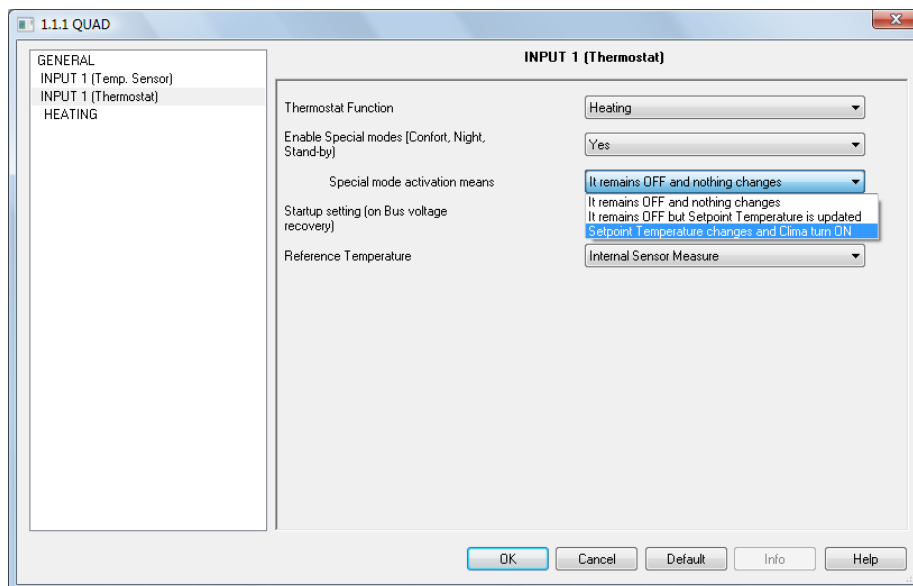 1.1.1 QUAD
GENERAL
INPUT 1 (Temp. Sensor)
INPUT 1 (Thermostat)
HEATING
INPUT 1 (Thermostat)
Thermostat Function
Heating
Enable Special modes [Confort, Night,
Stand-by)
Yes
Special mode activation means
It remains OFF and nothing changes
It remains OFF and nothing changes
It remains OFF but Setpoint Temperature is updated
Setpoint Temperature changes and Clima turn ON
Startup setting (on Bus voltage
recovery)
Reference Temperature
Internal Sensor Measure
OK
Cancel
Default
Info
Help